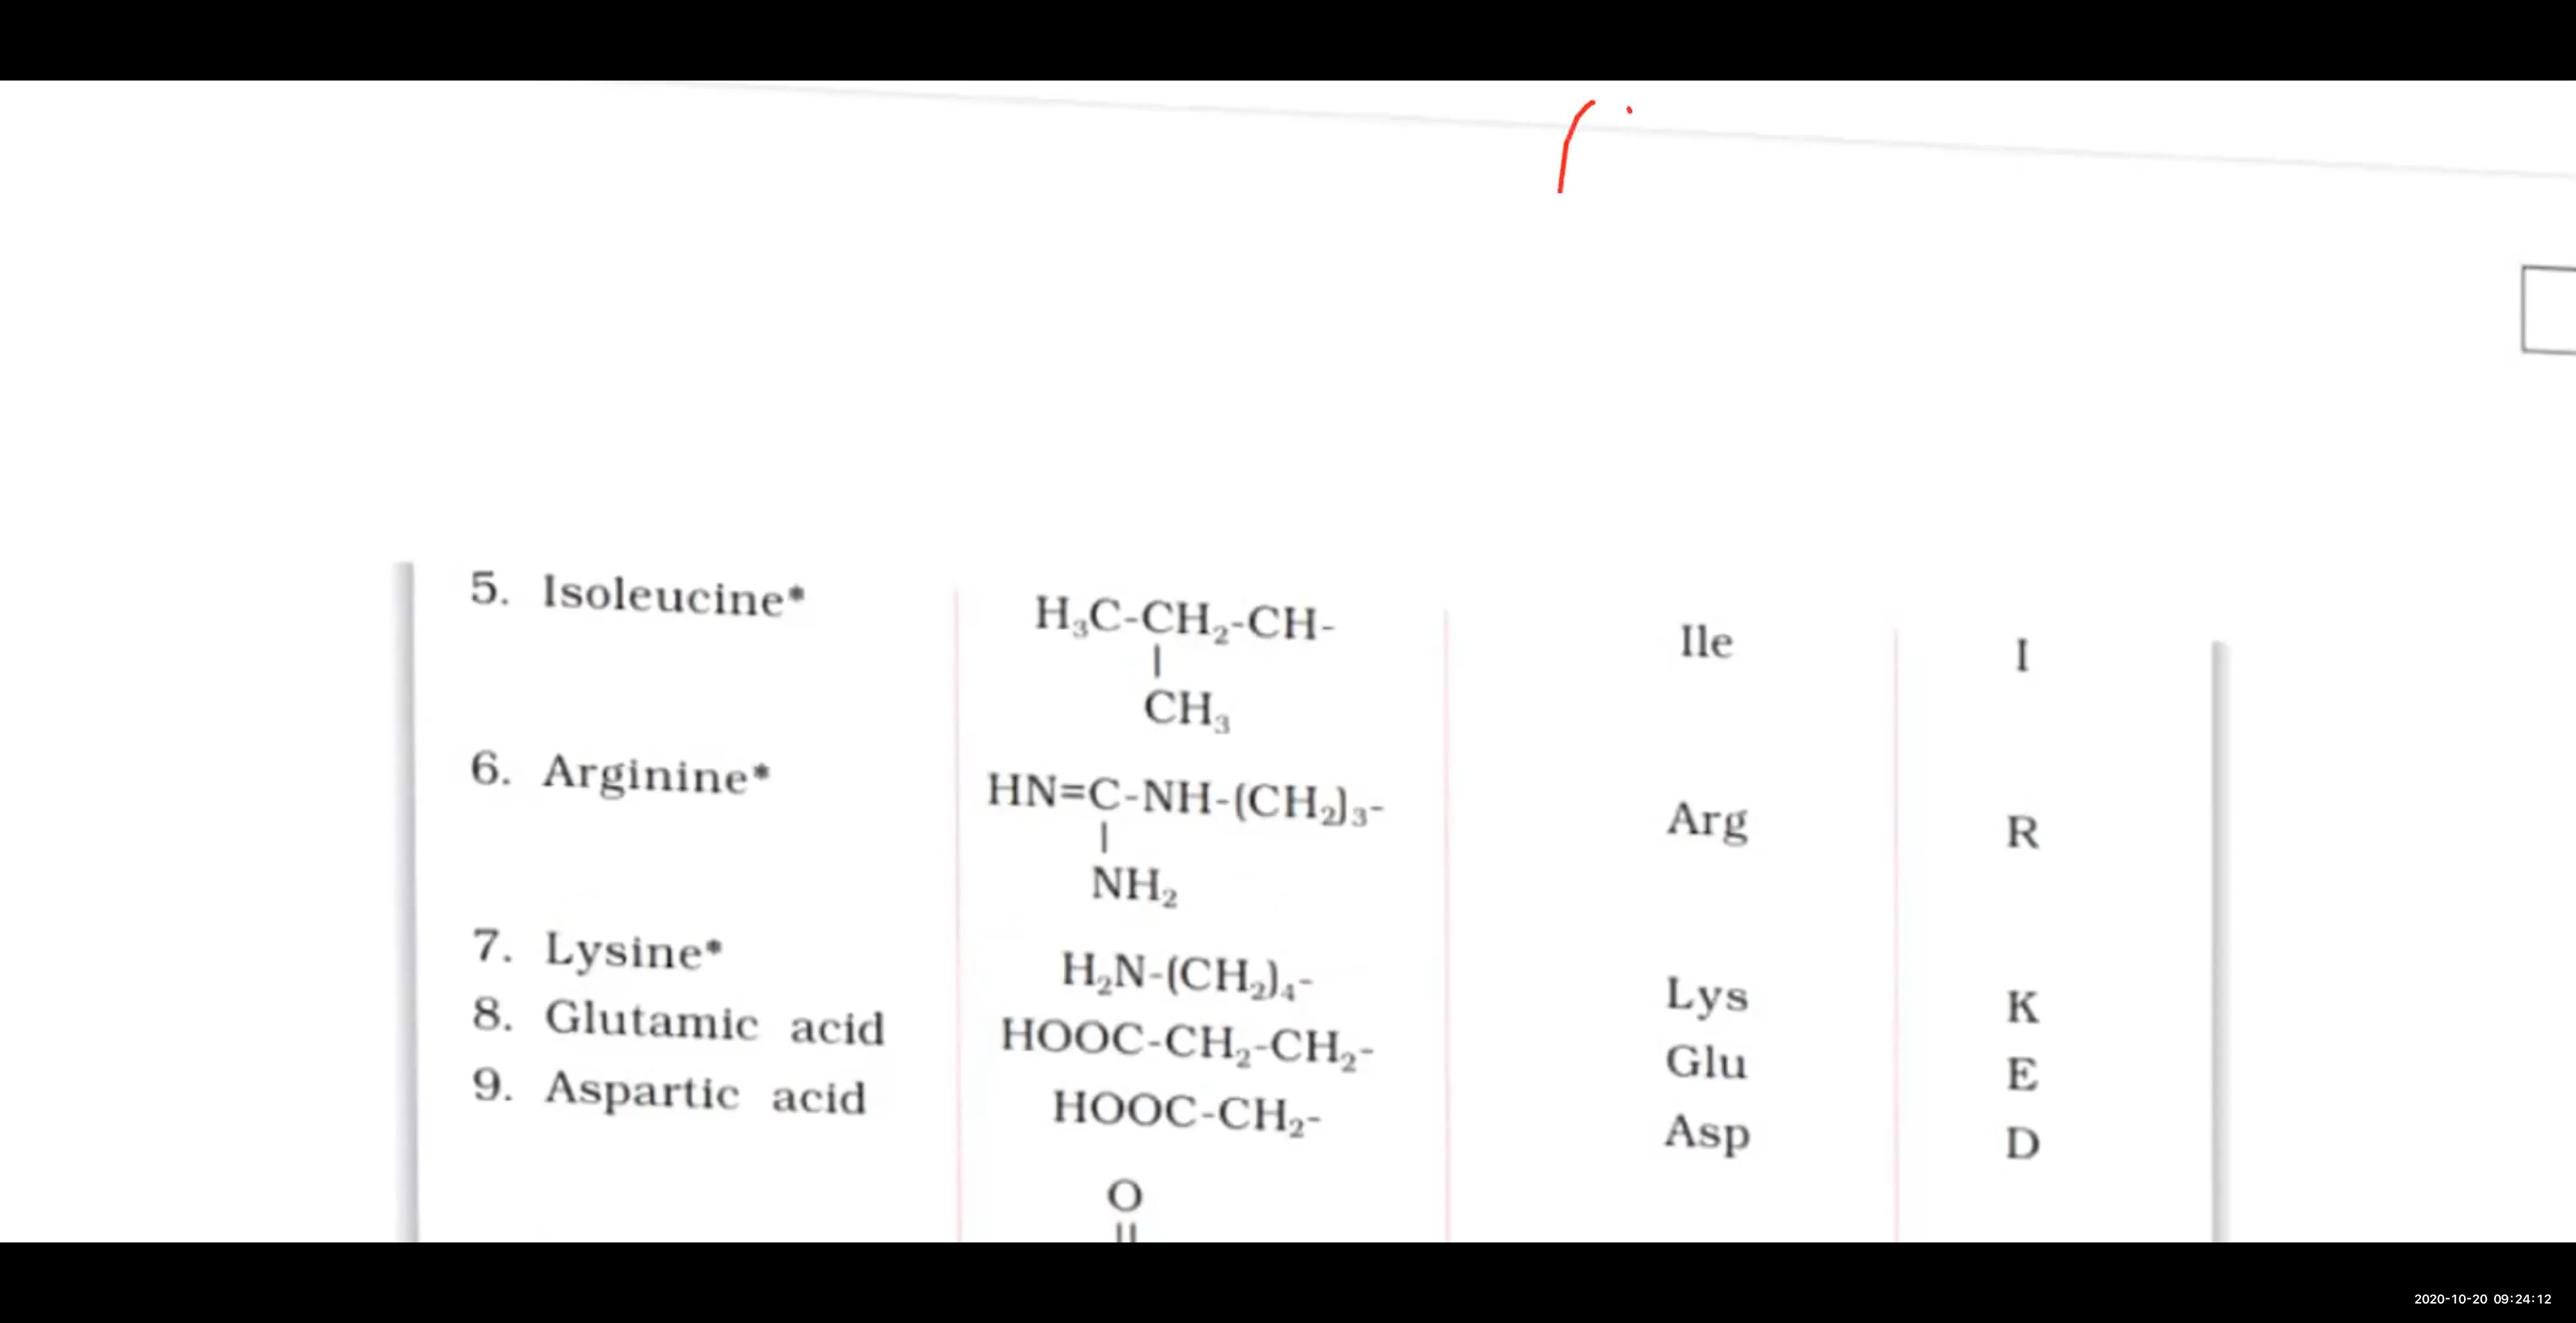 5. Isoleucine* H₃C-CH₂-CH- Ile I
|
CH₃
6. Arginine* HN=C-NH-(CH₂)₃- Arg R
|
NH₂
7. Lysine* H₂N-(CH₂)₄- Lys K
8. Glutamic acid HOOC-CH₂-CH₂- Glu E
9. Aspartic acid HOOC-CH₂- Asp D
O
||
2020-10-20 09:24:12